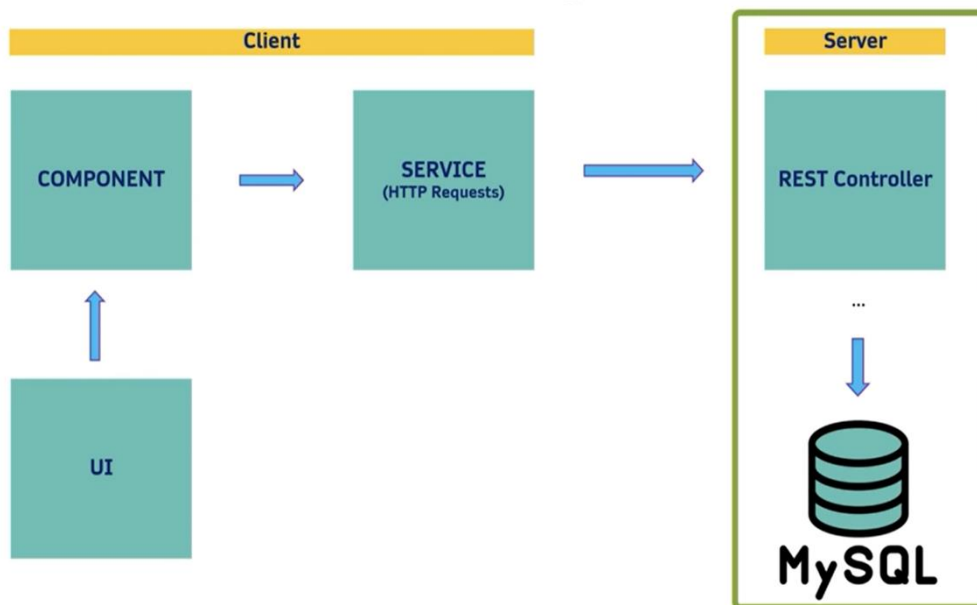 Client
Server
COMPONENT
SERVICE
(HTTP Requests)
REST Controller
...
UI
MySQL